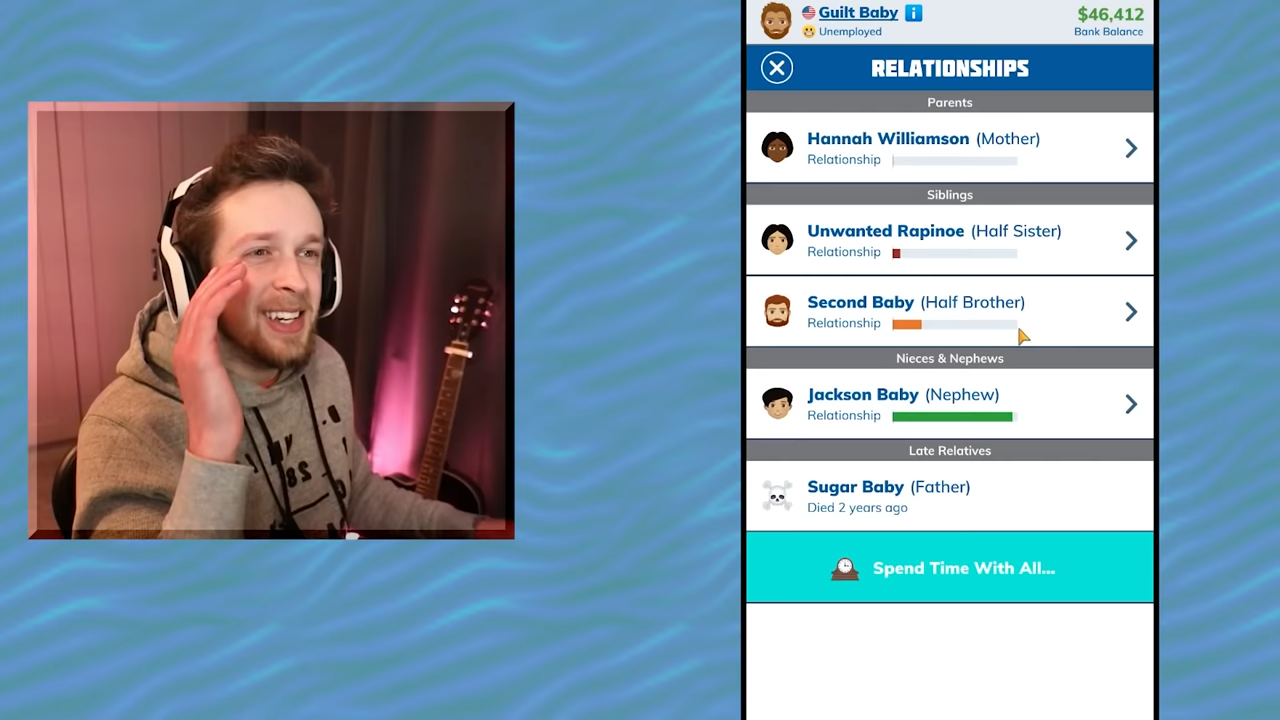 Guilt Baby
Unemployed
$46,412
Bank Balance
RELATIONSHIPS
Parents
Hannah Williamson (Mother)
Relationship
Siblings
Unwanted Rapinoe (Half Sister)
Relationship
Second Baby (Half Brother)
Relationship
Nieces & Nephews
Jackson Baby (Nephew)
Relationship
Late Relatives
Sugar Baby (Father)
Died 2 years ago
Spend Time With All...